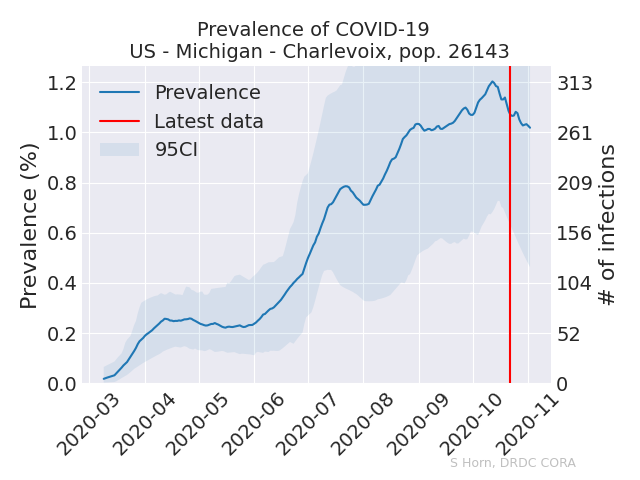 Prevalence of COVID-19
US - Michigan - Charlevoix, pop. 26143
Prevalence
Latest data
95CI
Prevalence (%)
1.2
1.0
0.8
0.6
0.4
0.2
0.0
313
261
209
156
104
52
0
# of infections
2020-03
2020-04
2020-05
2020-06
2020-07
2020-08
2020-09
2020-10
2020-11
S Horn, DRDC CORA